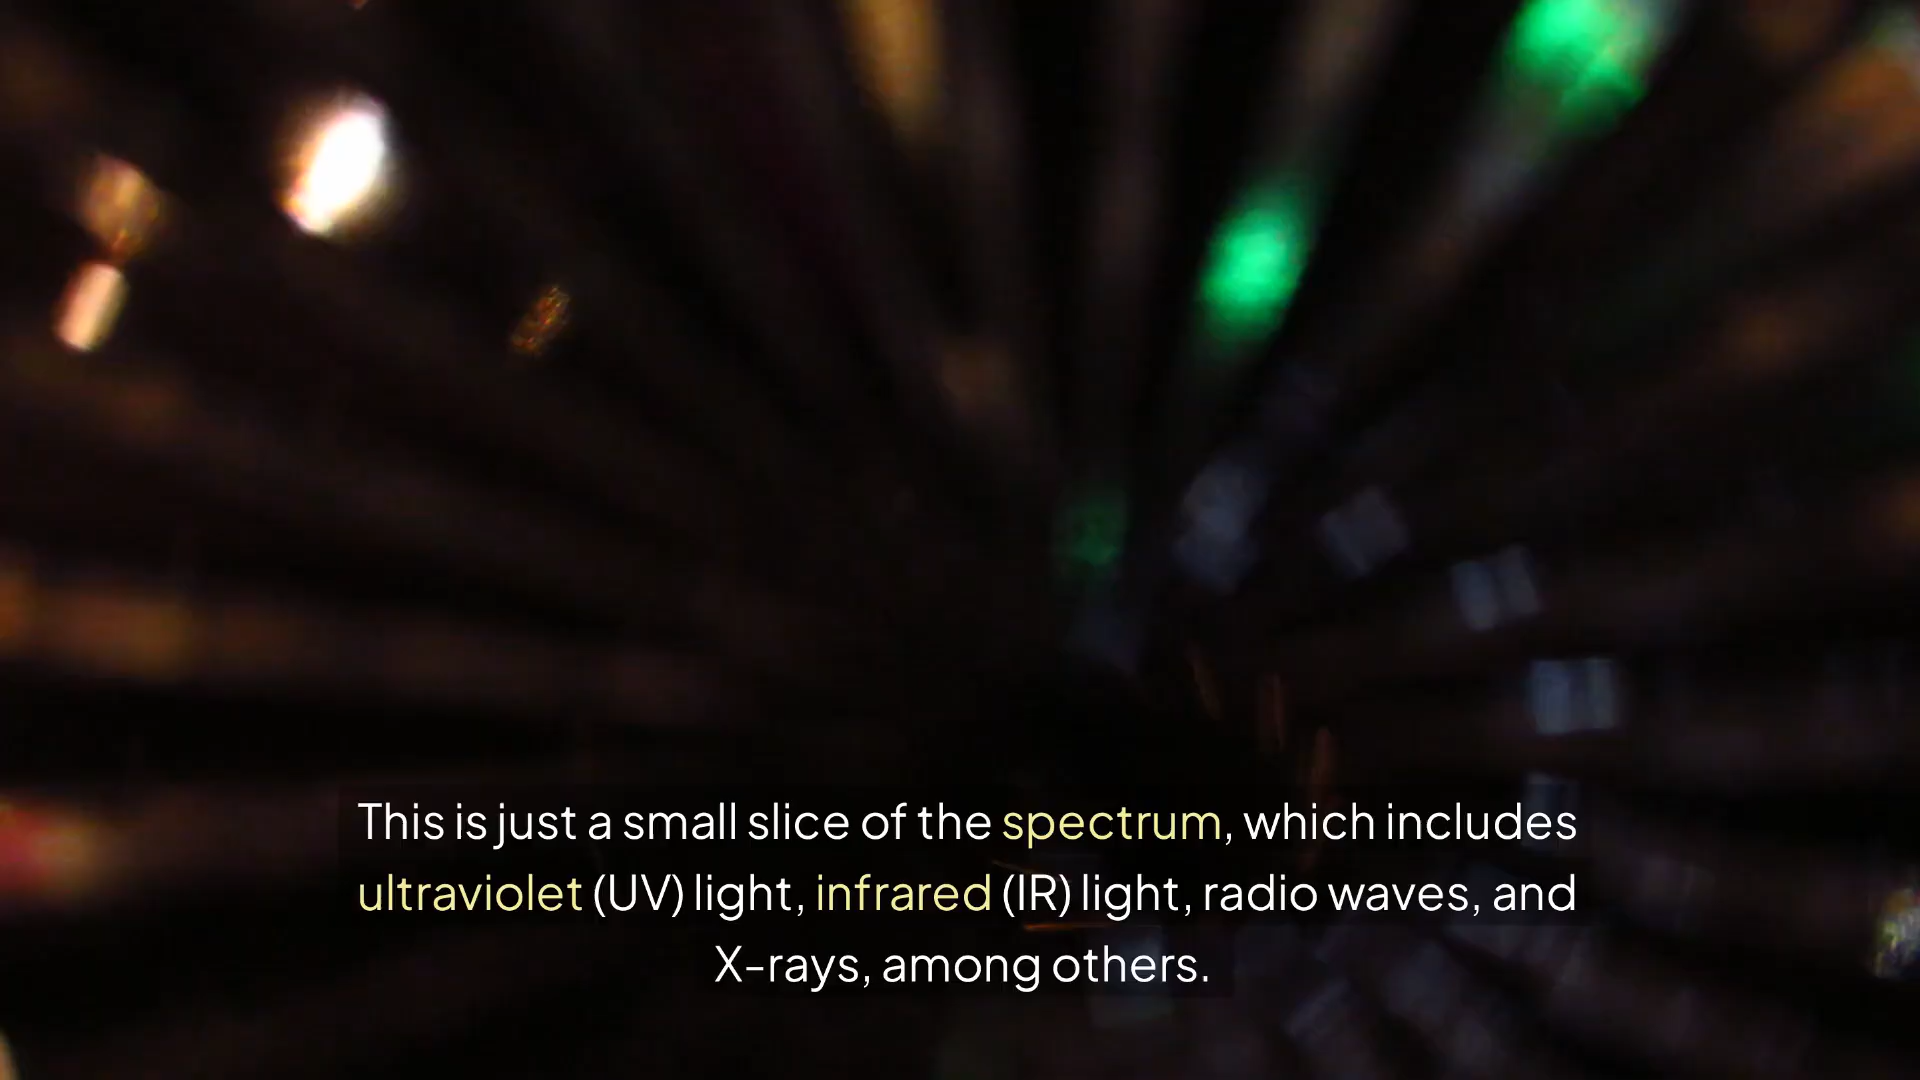 This is just a small slice of the spectrum, which includes
ultraviolet (UV) light, infrared (IR) light, radio waves, and
X-rays, among others.